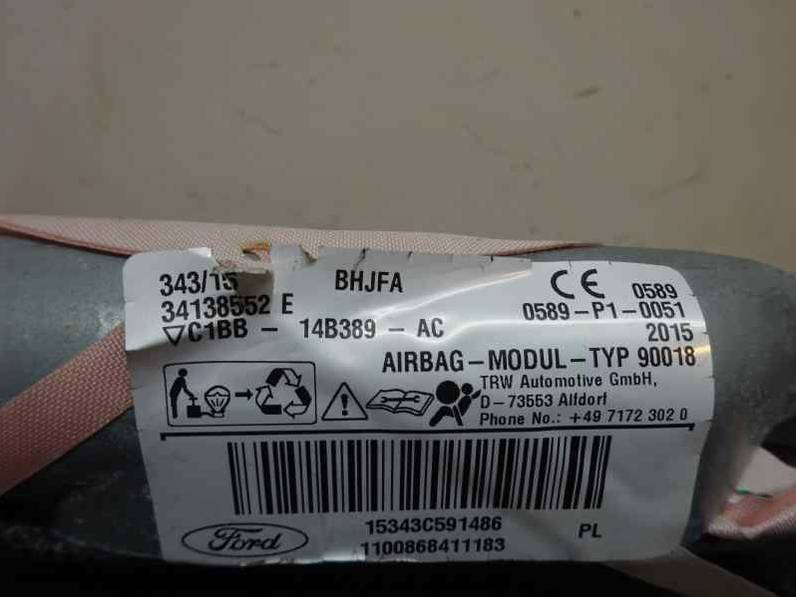 343/15 BHJFA CE 0589
34138552 E 0589-P1-0051
▽C1BB - 14B389 - AC 2015
AIRBAG-MODUL-TYP 90018
TRW Automotive GmbH,
D-73553 Alfdorf
Phone No.: +49 7172 302 0
15343C591486 PL
1100868411183
Ford